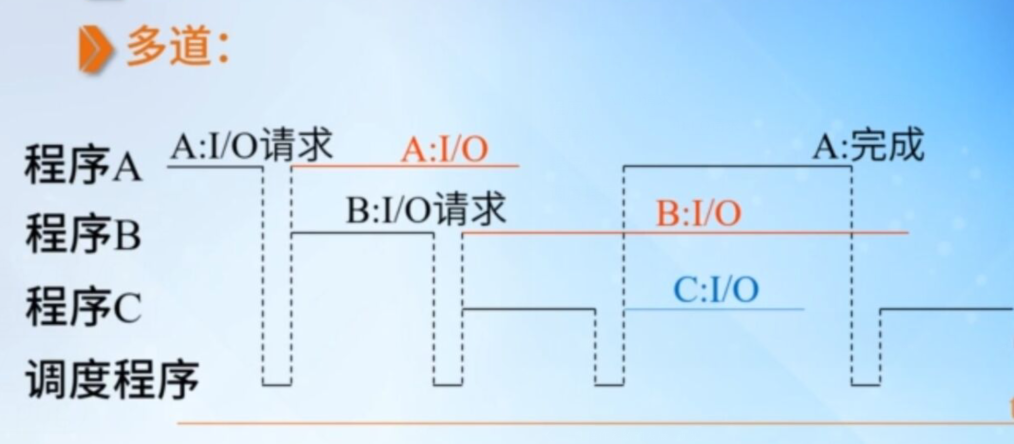 多道：
A:I/O请求
A:I/O
A:完成
程序A
B:I/O请求
B:I/O
程序B
C:I/O
程序C
调度程序